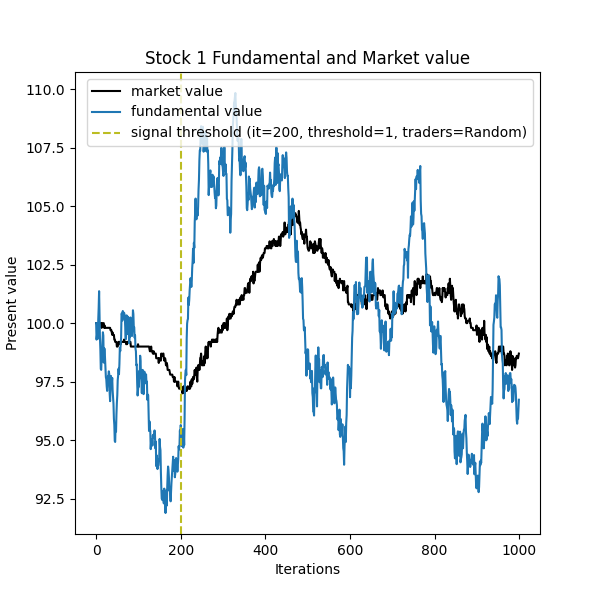 Stock 1 Fundamental and Market value
market value
fundamental value
signal threshold (it=200, threshold=1, traders=Random)
110.0
107.5
105.0
102.5
100.0
97.5
95.0
92.5
Present value
0 200 400 600 800 1000
Iterations